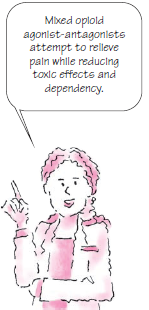 Mixed opioid
agonist-antagonists
attempt to relieve
pain while reducing
toxic effects and
dependency.